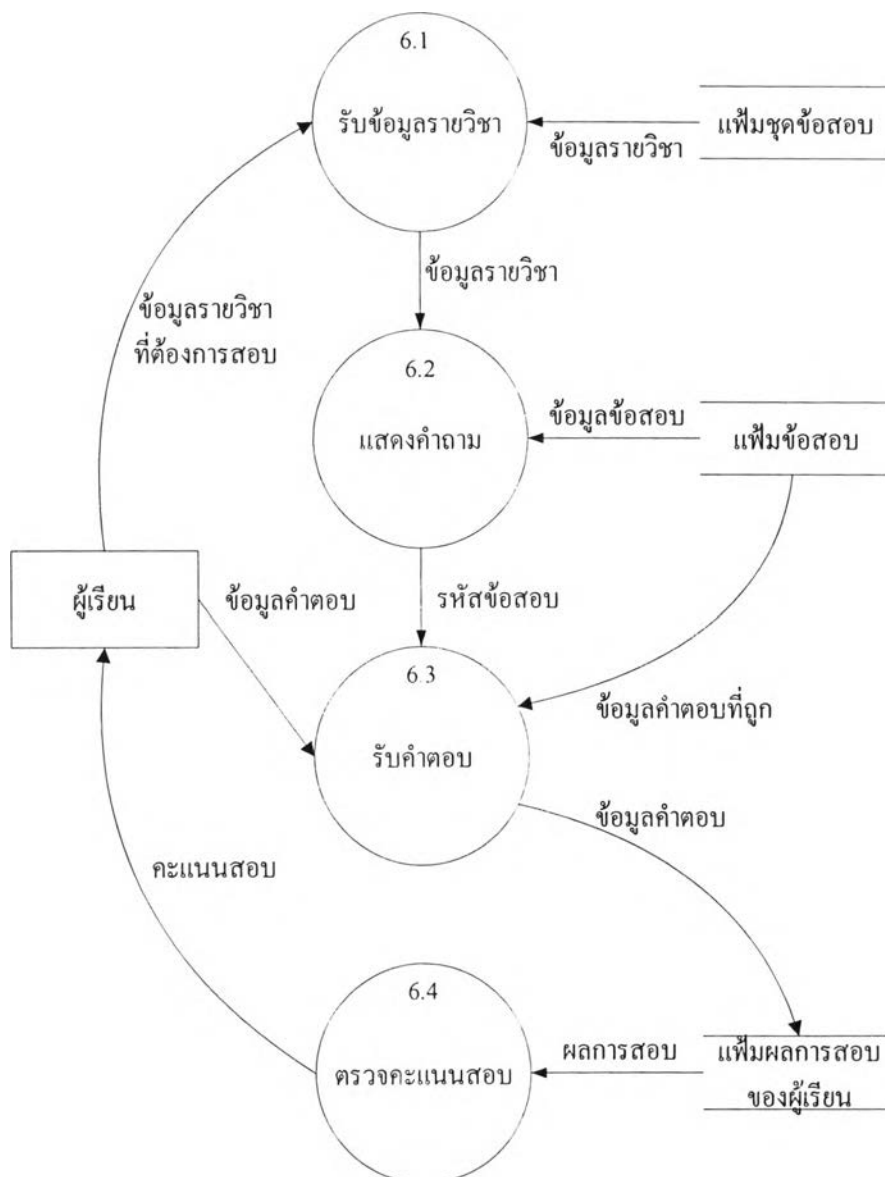 6.1
รับข้อมูลรายวิชา
แฟ้มชุดข้อสอบ
ข้อมูลรายวิชา
ข้อมูลรายวิชา
ข้อมูลรายวิชา
ที่ต้องการสอบ
6.2
แสดงคำถาม
ข้อมูลข้อสอบ
แฟ้มข้อสอบ
ผู้เรียน
ข้อมูลคำตอบ
รหัสข้อสอบ
6.3
รับคำตอบ
ข้อมูลคำตอบที่ถูก
ข้อมูลคำตอบ
คะแนนสอบ
6.4
ตรวจคะแนนสอบ
ผลการสอบ
แฟ้มผลการสอบ
ของผู้เรียน